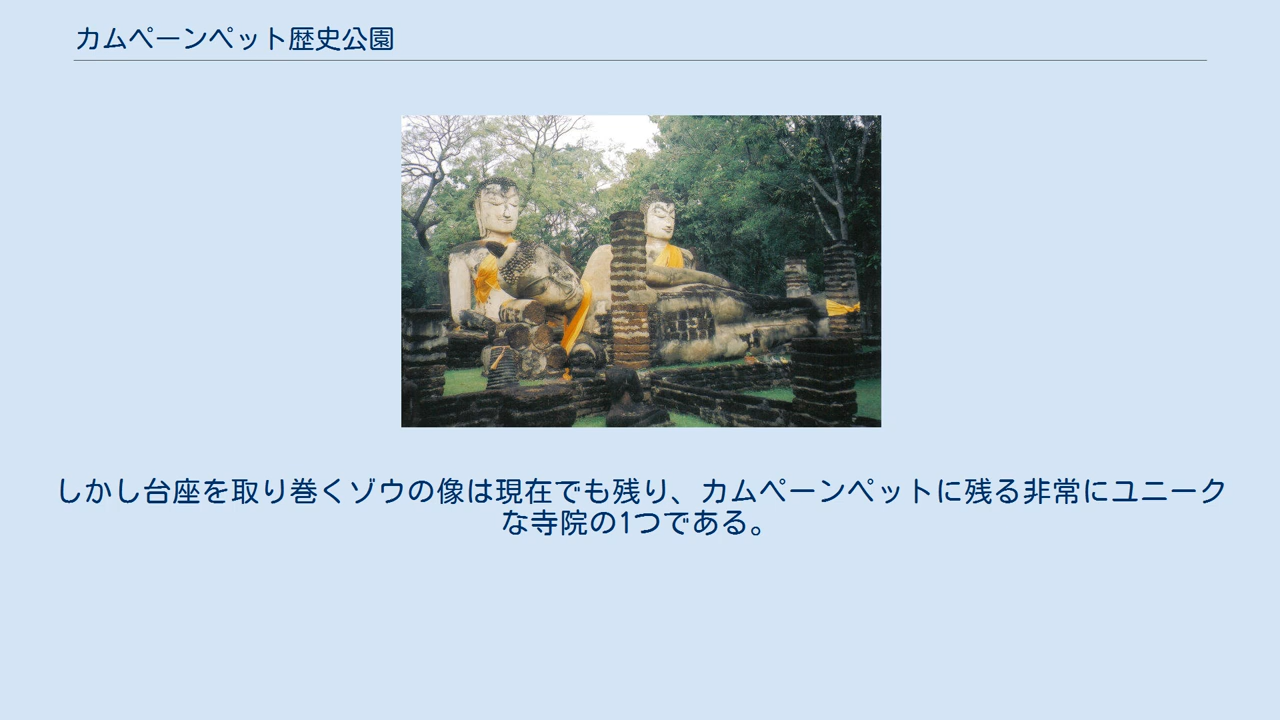 カムペーンペット歴史公園
しかし台座を取り巻くゾウの像は現在でも残り、カムペーンペットに残る非常にユニーク
な寺院の1つである。